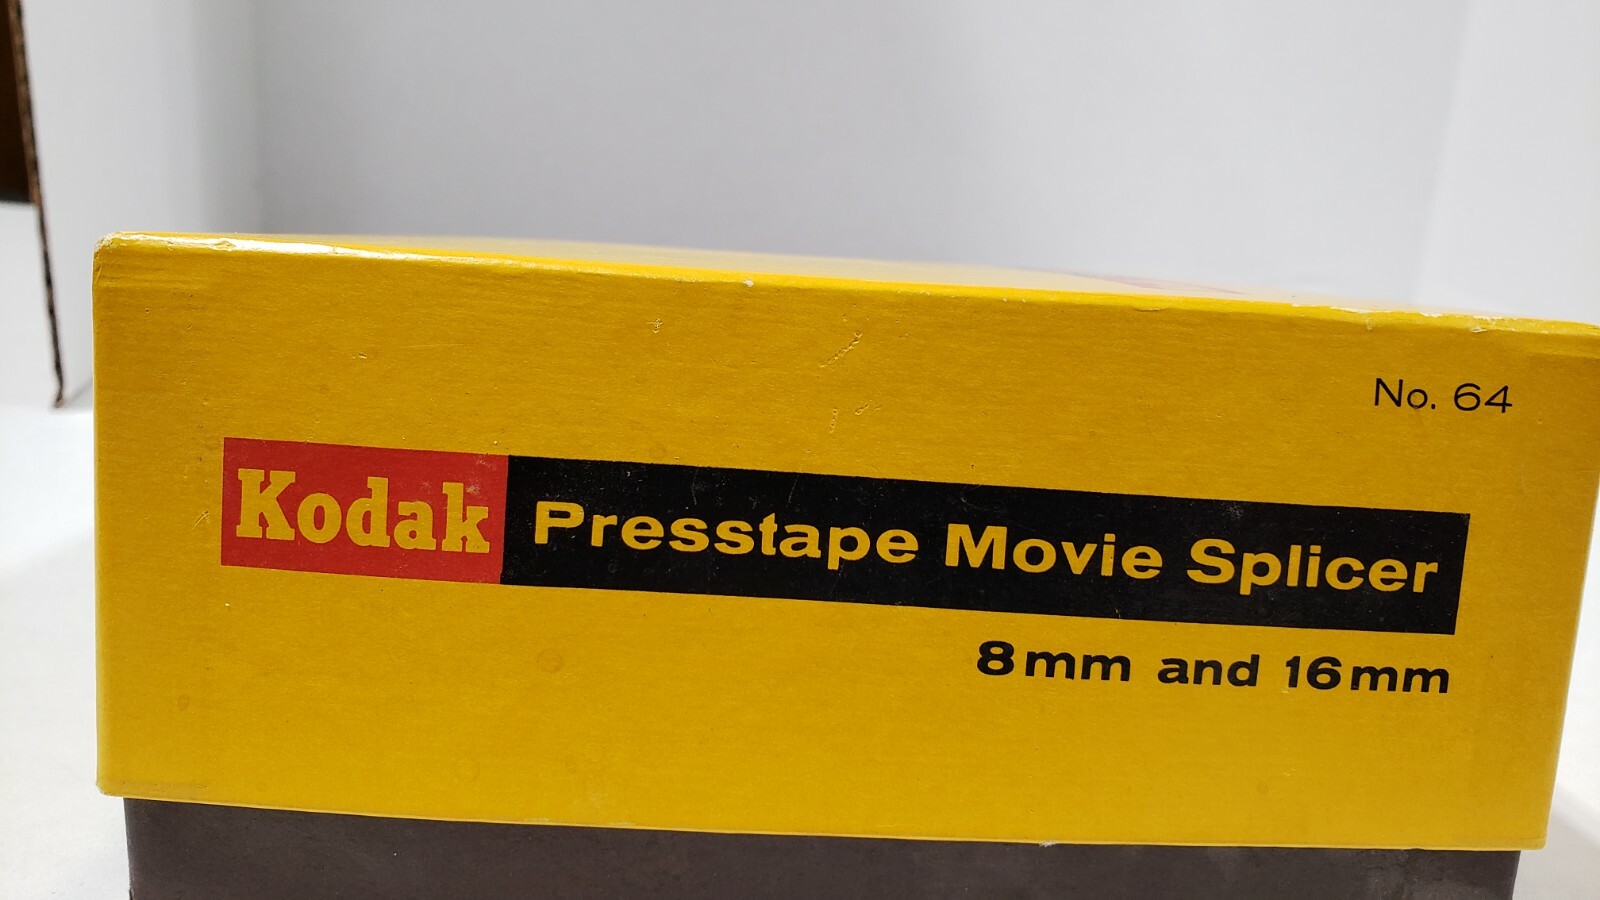 No. 64
Kodak Presstape Movie Splicer
8mm and 16mm